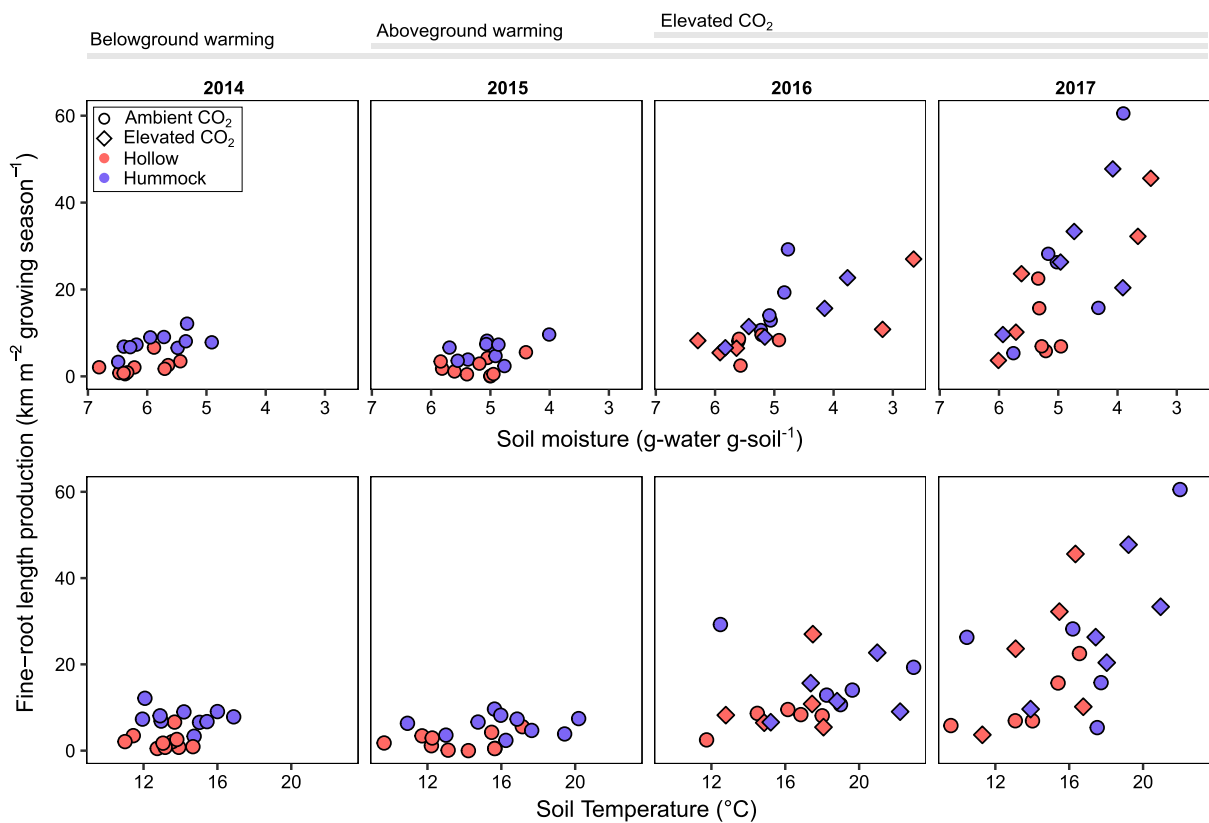 Elevated CO₂
Aboveground warming
Belowground warming
2014 2015 2016 2017
Ambient CO₂
Elevated CO₂
Hollow
Hummock
60
40
20
0
7 6 5 4 3 7 6 5 4 3 7 6 5 4 3 7 6 5 4 3
Soil moisture (g-water g-soil⁻¹)
Fine−root length production (km m⁻² growing season⁻¹)
60
40
20
0
12 16 20 12 16 20 12 16 20 12 16 20
Soil Temperature (°C)